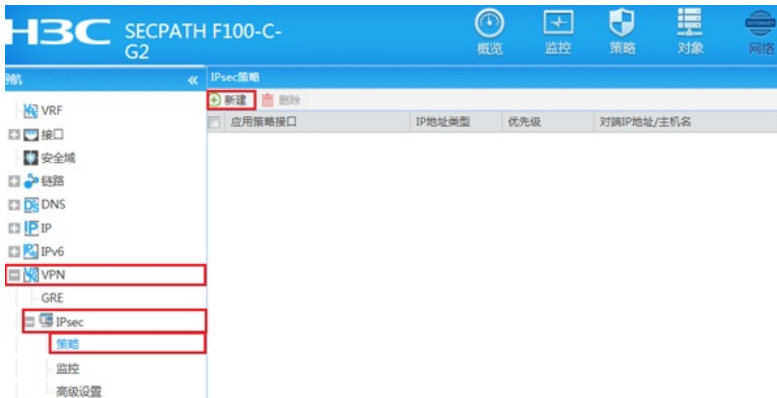 H3C SECPATH F100-C-G2
概览 监控 策略 对象 网络
导航 « IPsec策略
新建 删除
应用策略接口 IP地址类型 优先级 对端IP地址/主机名
VRF
接口
安全域
链路
DNS
IP
IPv6
VPN
GRE
IPsec
策略
监控
高级设置